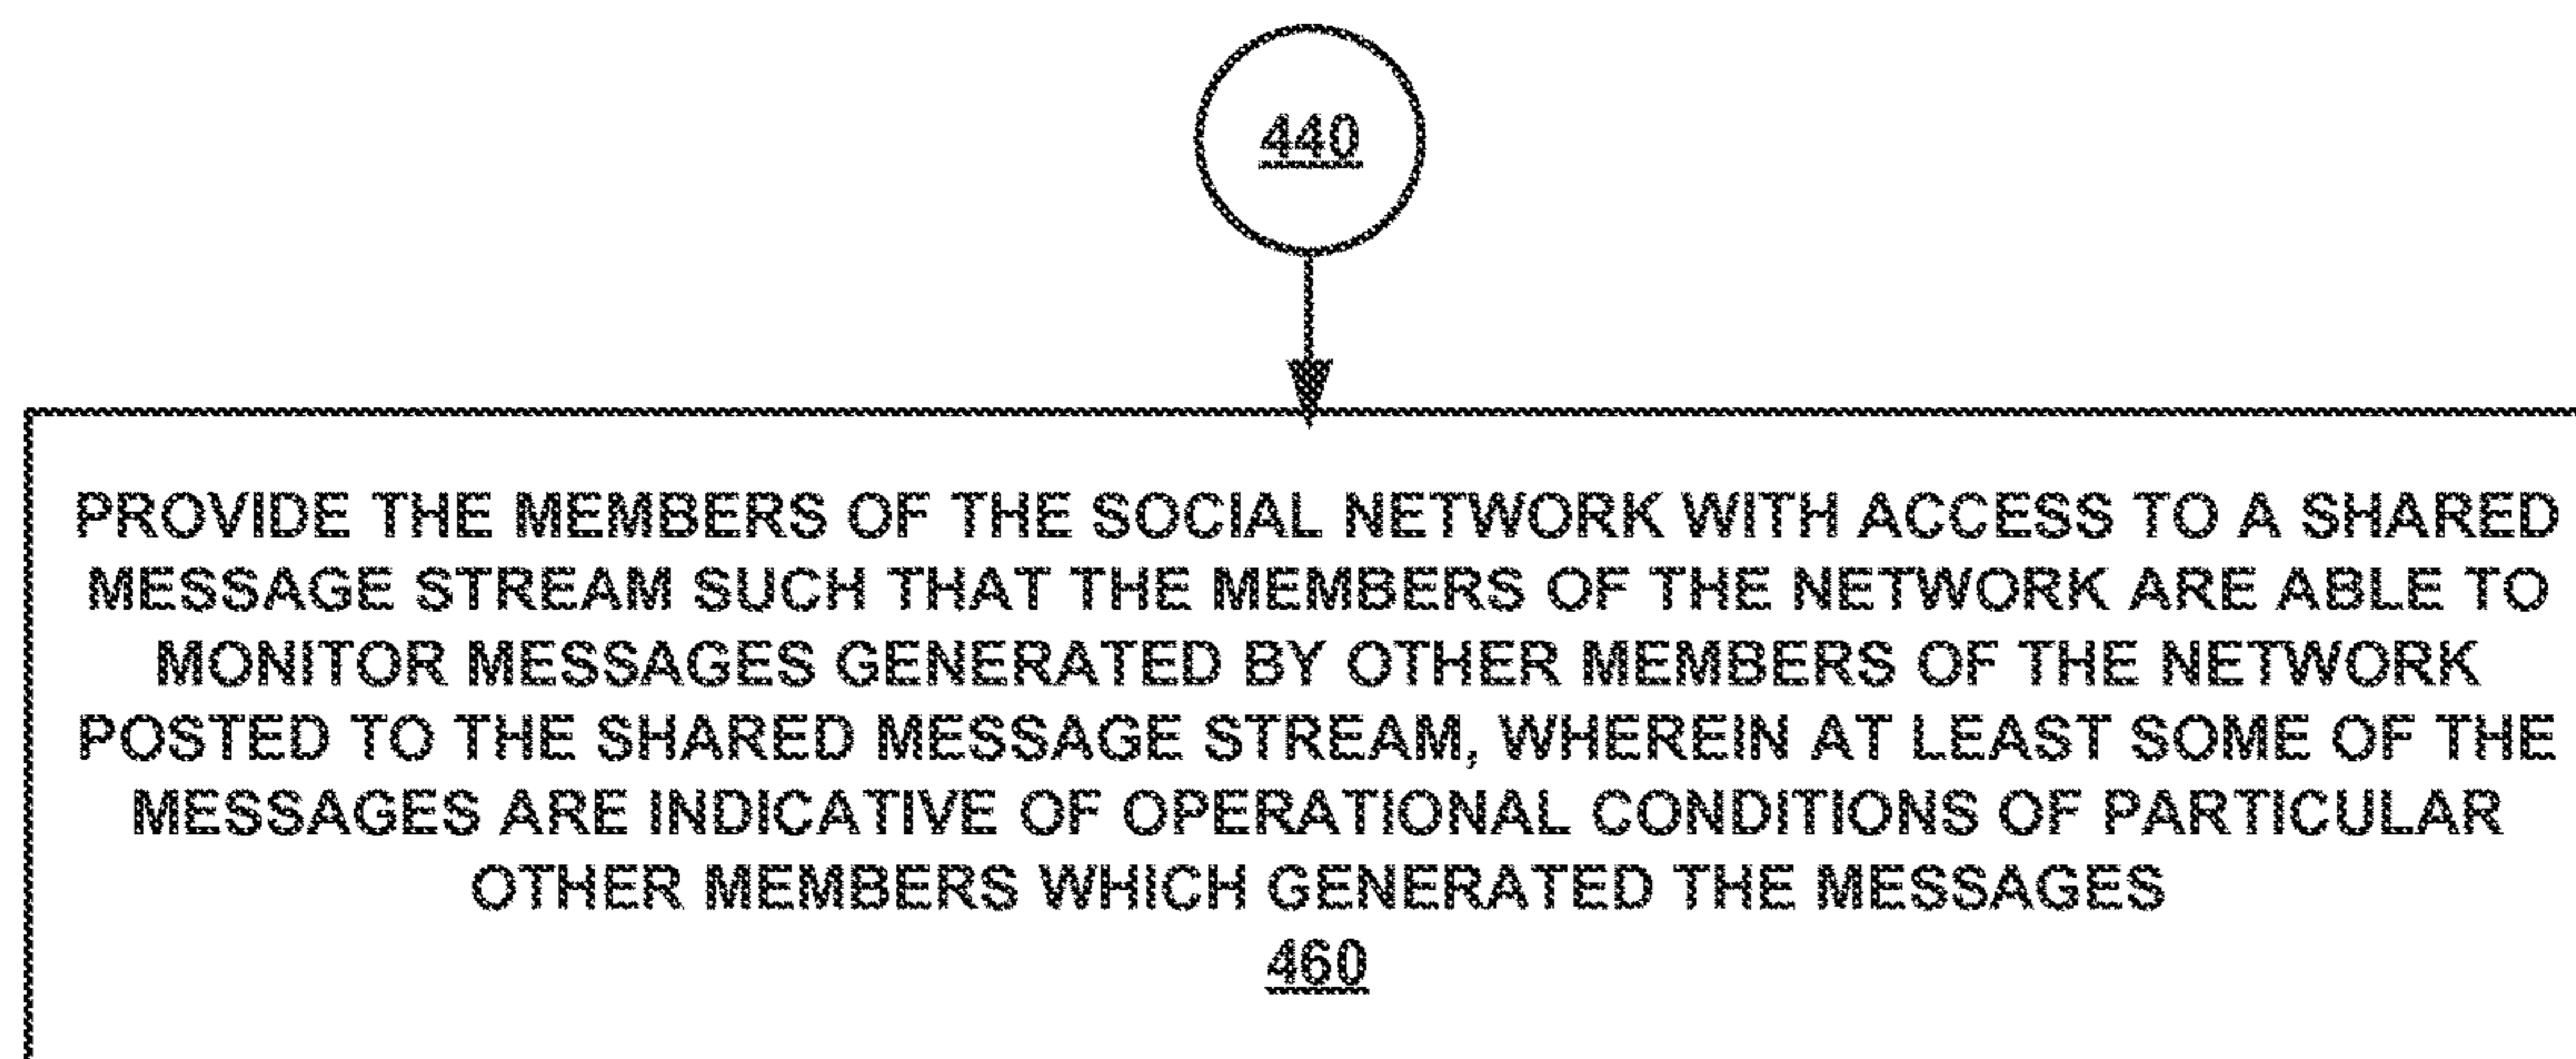 440
PROVIDE THE MEMBERS OF THE SOCIAL NETWORK WITH ACCESS TO A SHARED
MESSAGE STREAM SUCH THAT THE MEMBERS OF THE NETWORK ARE ABLE TO
MONITOR MESSAGES GENERATED BY OTHER MEMBERS OF THE NETWORK
POSTED TO THE SHARED MESSAGE STREAM, WHEREIN AT LEAST SOME OF THE
MESSAGES ARE INDICATIVE OF OPERATIONAL CONDITIONS OF PARTICULAR
OTHER MEMBERS WHICH GENERATED THE MESSAGES
460